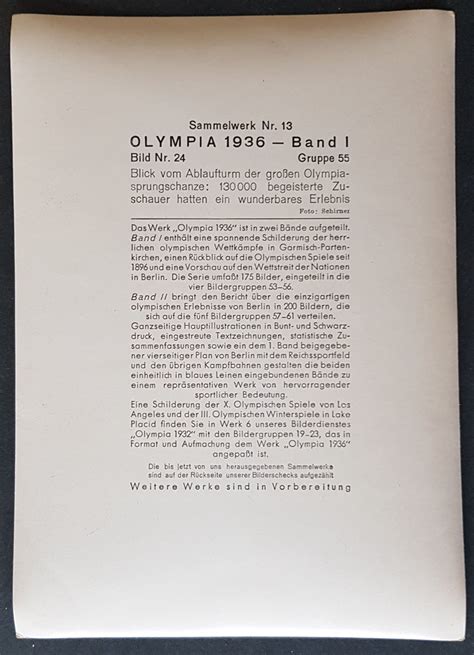 Sammelwerk Nr. 13
OLYMPIA 1936 — Band I
Bild Nr. 24 Gruppe 55
Blick vom Ablaufturm der großen Olympia-
sprungschanze: 130000 begeisterte Zu-
schauer hatten ein wunderbares Erlebnis
Foto: Schirner
Das Werk „Olympia 1936" ist in zwei Bände aufgeteilt.
Band I enthält eine spannende Schilderung der herr-
lichen olympischen Wettkämpfe in Garmisch-Parten-
kirchen, einen Rückblick auf die Olympischen Spiele seit
1896 und eine Vorschau auf den Wettstreit der Nationen
in Berlin. Die Serie umfaßt 175 Bilder, eingeteilt in die
vier Bildergruppen 53–56.
Band II bringt den Bericht über die einzigartigen
olympischen Erlebnisse von Berlin in 200 Bildern, die
sich auf die fünf Bildergruppen 57–61 verteilen.
Ganzseitige Hauptillustrationen in Bunt- und Schwarz-
druck, eingestreute Textzeichnungen, statistische Zu-
sammenfassungen sowie ein dem 1. Band beigegebe-
ner vierseitiger Plan von Berlin mit dem Reichssportfeld
und den übrigen Kampfbahnen gestalten die beiden
einheitlich in blaues Leinen eingebundenen Bände zu
einem repräsentativen Werk von hervorragender
sportlicher Bedeutung.
Eine Schilderung der X. Olympischen Spiele von Los
Angeles und der III. Olympischen Winterspiele in Lake
Placid finden Sie in Werk 6 unseres Bilderdienstes
„Olympia 1932" mit den Bildergruppen 19–23, das in
Format und Aufmachung dem Werk „Olympia 1936"
angepaßt ist.
Die bis jetzt von uns herausgegebenen Sammelwerke
sind auf der Rückseite unserer Bilderschecks aufgezählt
Weitere Werke sind in Vorbereitung